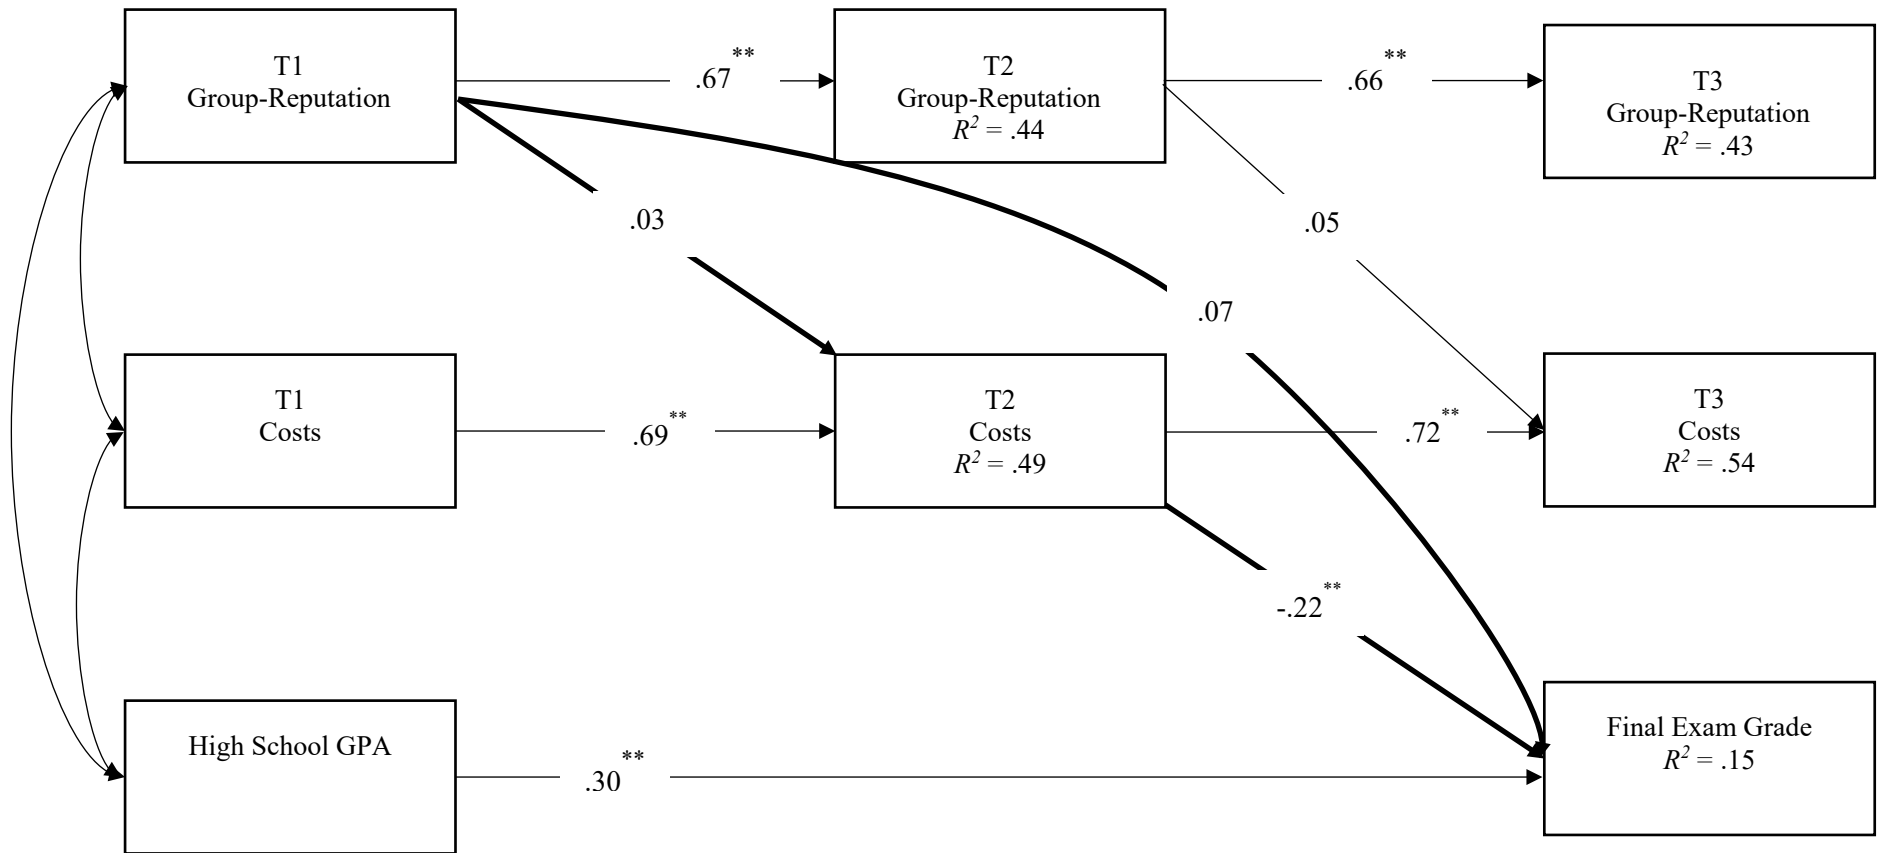 T1
Group-Reputation
.67**
T2
Group-Reputation
R² = .44
.66**
T3
Group-Reputation
R² = .43
.03
.05
.07
T1
Costs
.69**
T2
Costs
R² = .49
.72**
T3
Costs
R² = .54
-.22**
High School GPA
.30**
Final Exam Grade
R² = .15